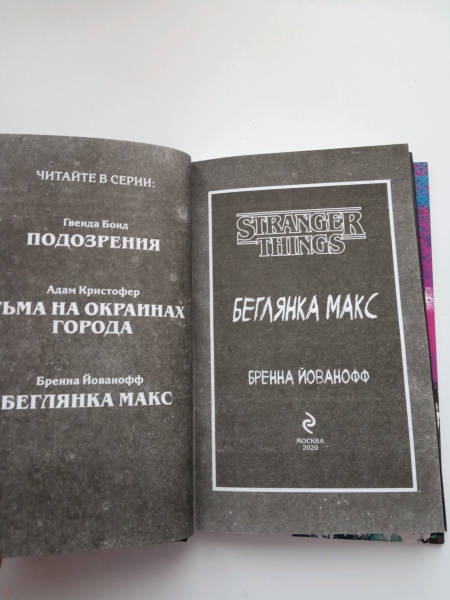 ЧИТАЙТЕ В СЕРИИ:
Гвенда Бонд
ПОДОЗРЕНИЯ
Адам Кристофер
ТЬМА НА ОКРАИНАХ
ГОРОДА
Бренна Йованофф
БЕГЛЯНКА МАКС
STRANGER
THINGS
БЕГЛЯНКА МАКС
БРЕННА ЙОВАНОФФ
МОСКВА
2020